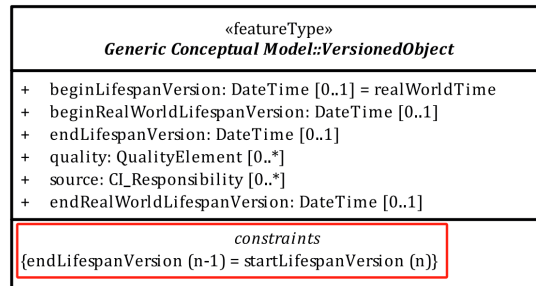 «featureType»
Generic Conceptual Model::VersionedObject
+ beginLifespanVersion: DateTime [0..1] = realWorldTime
+ beginRealWorldLifespanVersion: DateTime [0..1]
+ endLifespanVersion: DateTime [0..1]
+ quality: QualityElement [0..*]
+ source: CI_Responsibility [0..*]
+ endRealWorldLifespanVersion: DateTime [0..1]
constraints
{endLifespanVersion (n-1) = startLifespanVersion (n)}